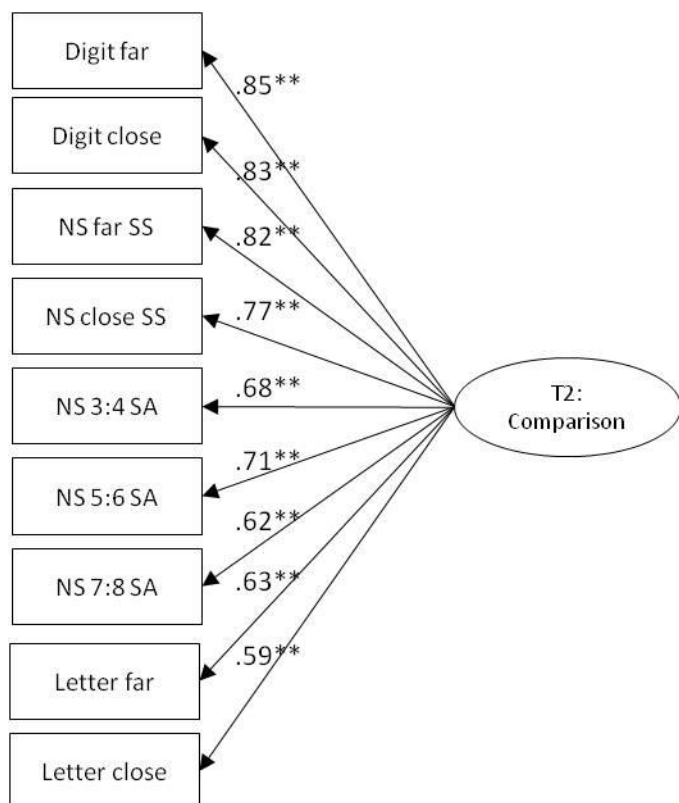 Digit far
.85**
Digit close
.83**
NS far SS
.82**
NS close SS
.77**
NS 3:4 SA
.68**
T2:
Comparison
NS 5:6 SA
.71**
NS 7:8 SA
.62**
.63**
Letter far
.59**
Letter close